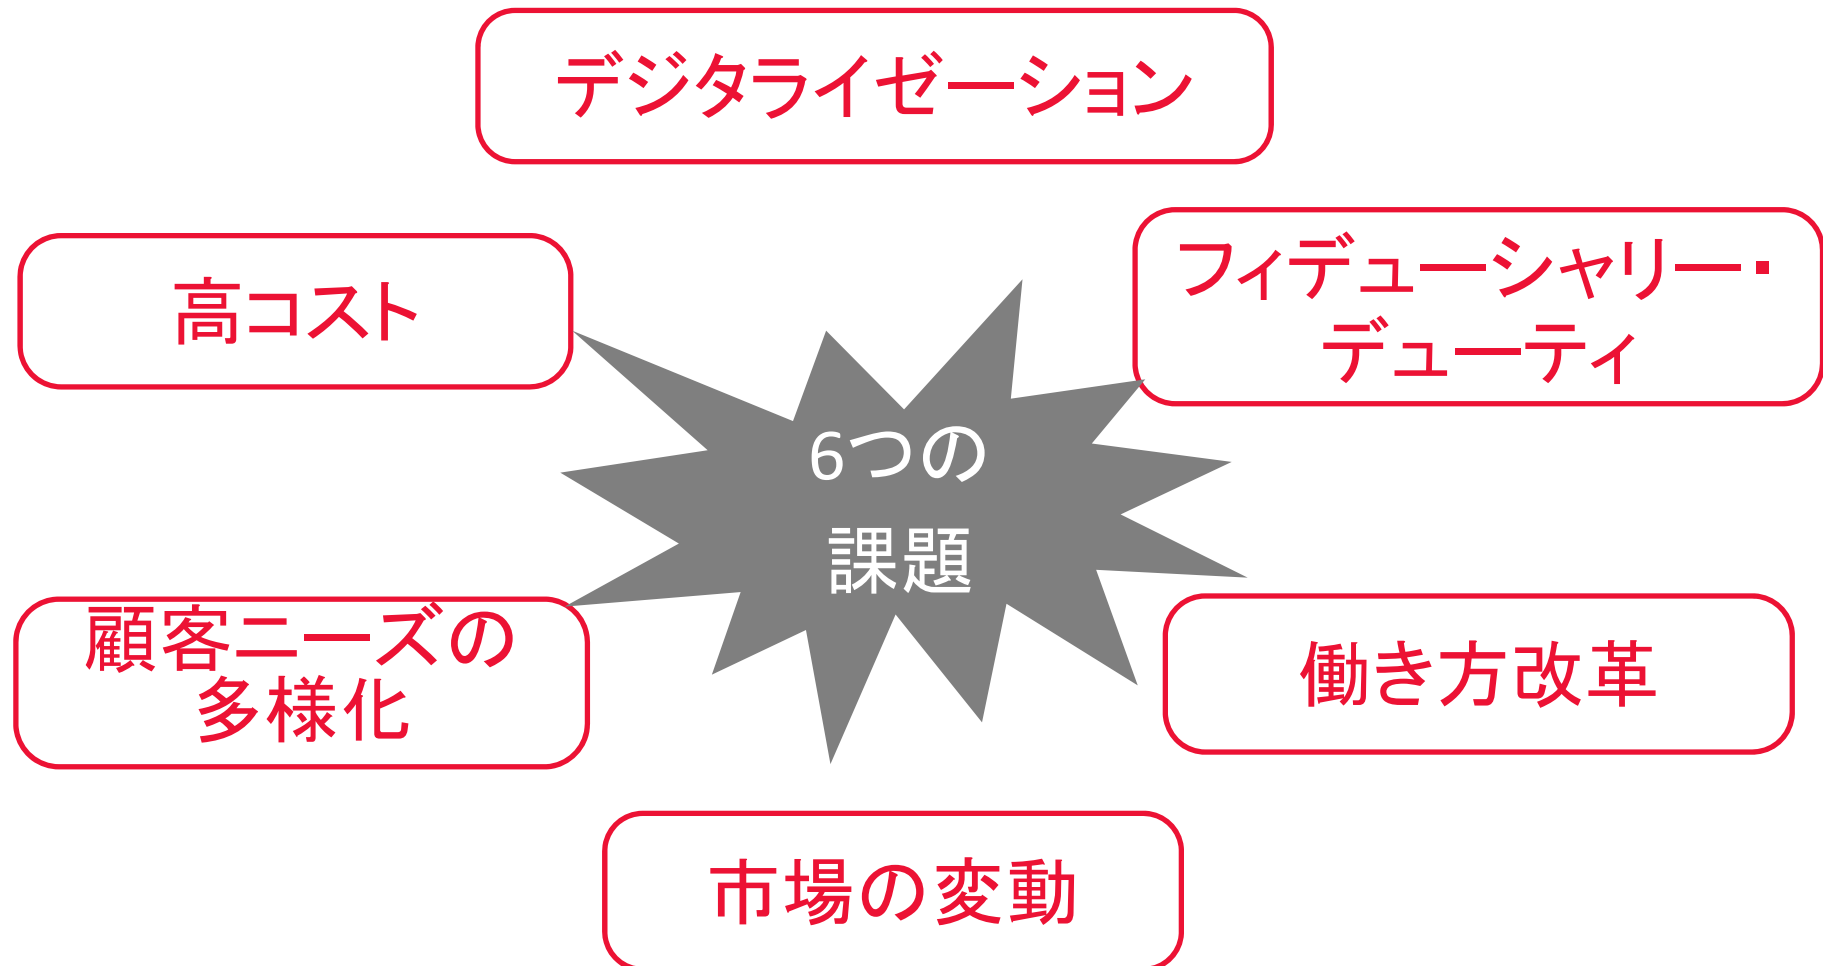 デジタライゼーション
フィデューシャリー・
デューティ
高コスト
6つの
課題
顧客ニーズの
多様化
働き方改革
市場の変動